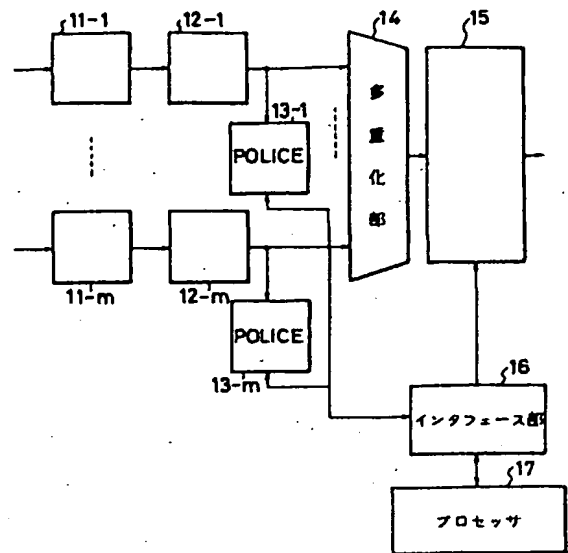 11-1
12-1
14
15
13-1
POLICE
多重化部
11-m
12-m
POLICE
13-m
16
インタフェース部
17
プロセッサ